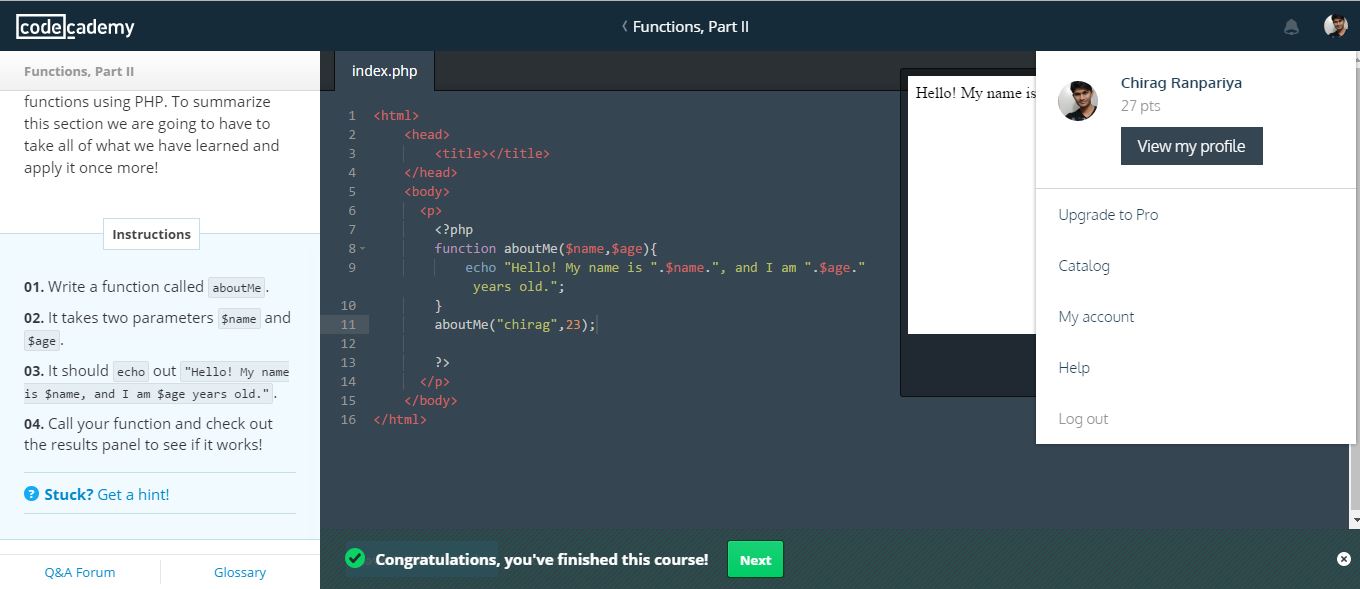 codecademy
Functions, Part II
Functions, Part II
functions using PHP. To summarize
this section we are going to have to
take all of what we have learned and
apply it once more!
Instructions
01. Write a function called aboutMe.
02. It takes two parameters $name and
$age.
03. It should echo out "Hello! My name
is $name, and I am $age years old.".
04. Call your function and check out
the results panel to see if it works!
? Stuck? Get a hint!
Q&A Forum
Glossary
index.php
1 <html>
2 <head>
3 <title></title>
4 </head>
5 <body>
6 <p>
7 <?php
8 function aboutMe($name,$age){
9 echo "Hello! My name is ".$name.", and I am ".$age."
years old.";
10 }
11 aboutMe("chirag",23);
12
13 ?>
14 </p>
15 </body>
16 </html>
Hello! My name is
Chirag Ranpariya
27 pts
View my profile
Upgrade to Pro
Catalog
My account
Help
Log out
Congratulations, you've finished this course!
Next